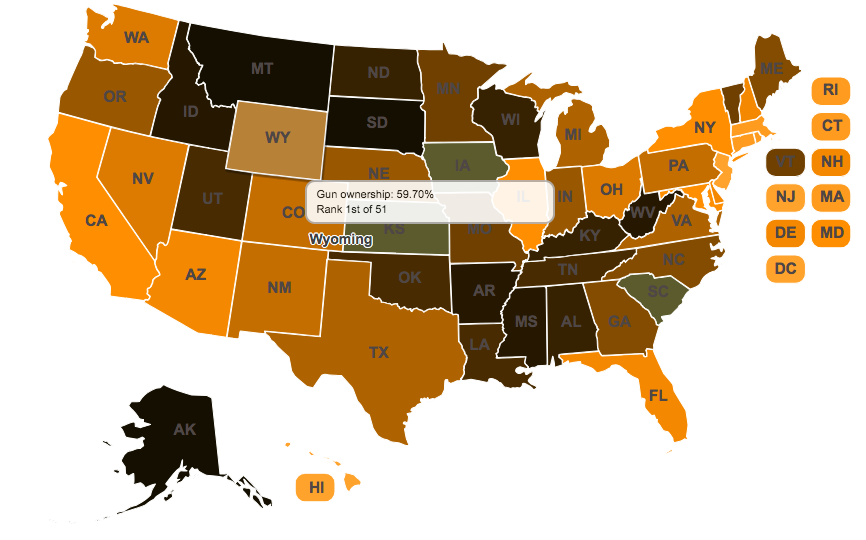 WA
MT
ND
MN
ME
OR
ID
SD
WI
MI
NY
RI
CT
WY
NV
UT
NE
IA
PA
VT
NH
CO
IL
IN
OH
NJ
MA
Gun ownership: 59.70%
Rank 1st of 51
CA
KS
MO
WV
VA
DE
MD
Wyoming
KY
AZ
NM
OK
TN
NC
DC
AR
SC
TX
LA
MS
AL
GA
FL
AK
HI